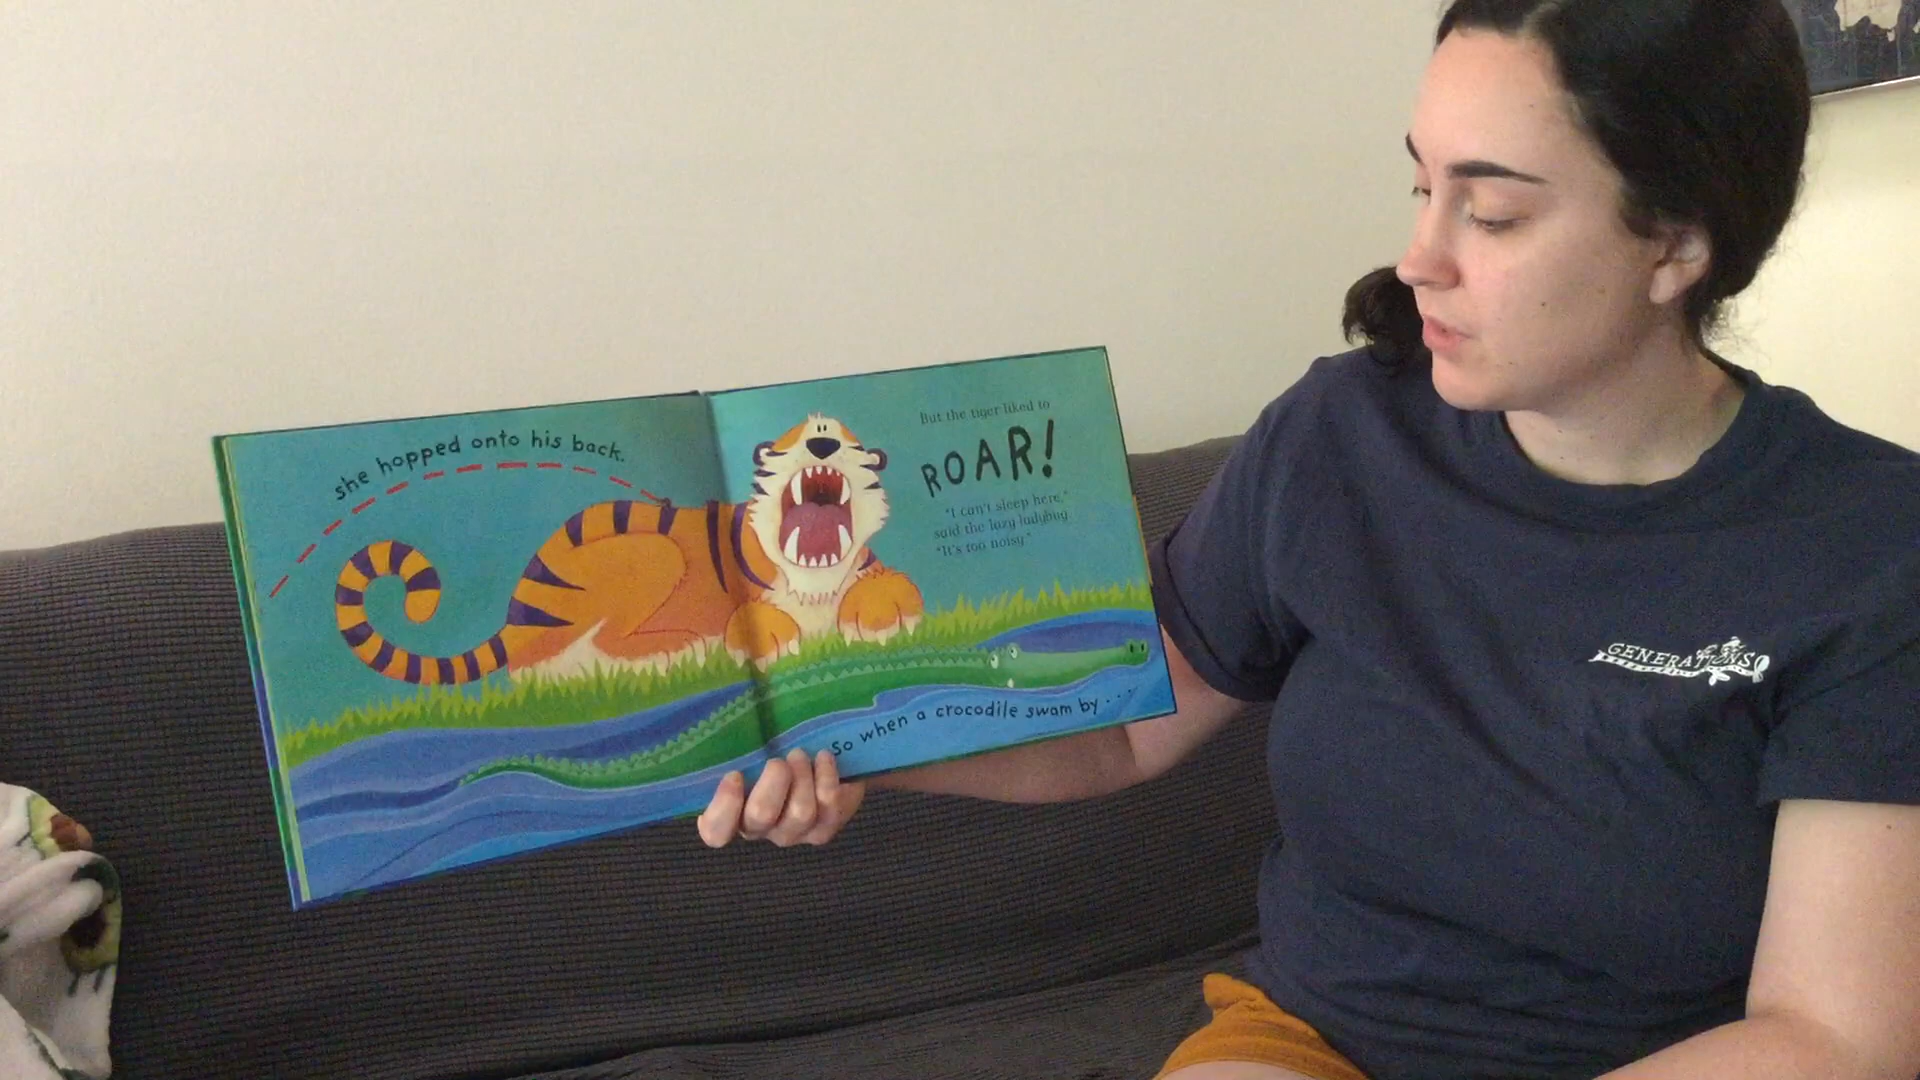 she hopped onto his back.
But the tiger liked to
ROAR!
"I can't sleep here,"
said the lazy ladybug.
"It's too noisy."
So when a crocodile swam by . . .
GENERATIONS